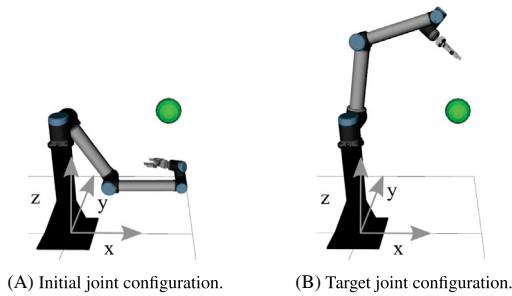 z
y
x
z
y
x
(A) Initial joint configuration.
(B) Target joint configuration.